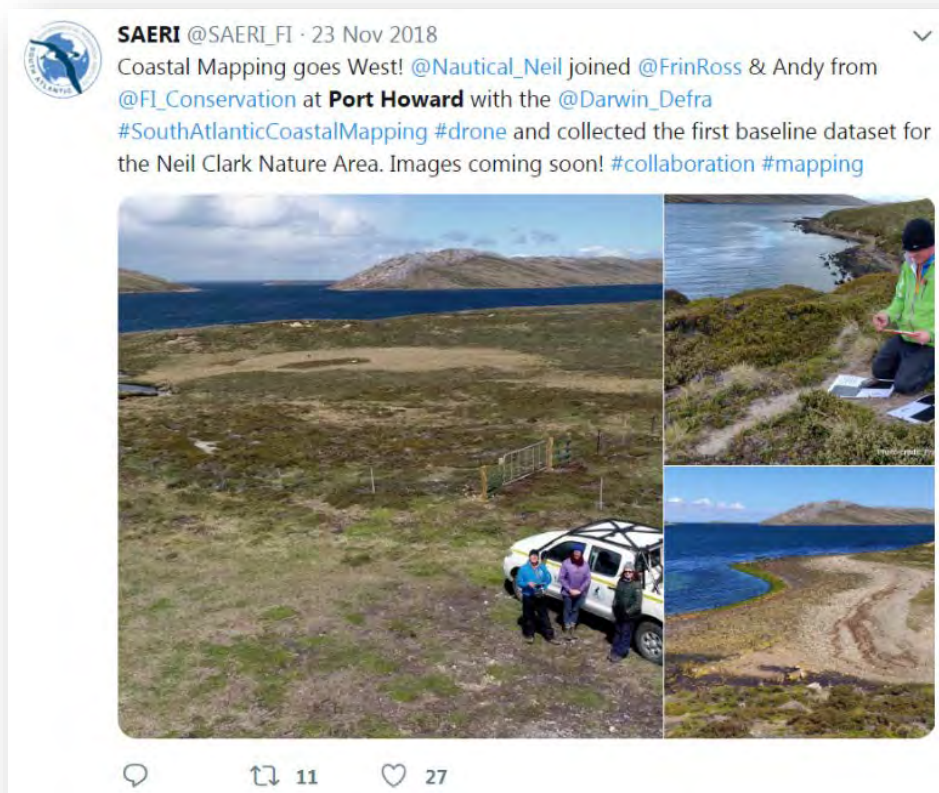 SAERI @SAERI_FI · 23 Nov 2018
Coastal Mapping goes West! @Nautical_Neil joined @FrinRoss & Andy from
@FI_Conservation at Port Howard with the @Darwin_Defra
#SouthAtlanticCoastalMapping #drone and collected the first baseline dataset for
the Neil Clark Nature Area. Images coming soon! #collaboration #mapping
SOUTH ATLANTIC
11 27